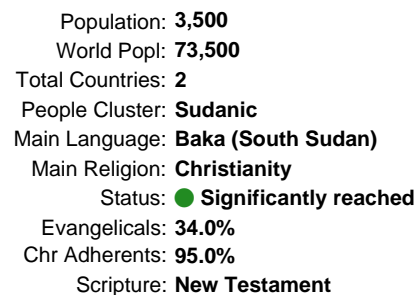 Population: 3,500
World Popl: 73,500
Total Countries: 2
People Cluster: Sudanic
Main Language: Baka (South Sudan)
Main Religion: Christianity
Status: Significantly reached
Evangelicals: 34.0%
Chr Adherents: 95.0%
Scripture: New Testament